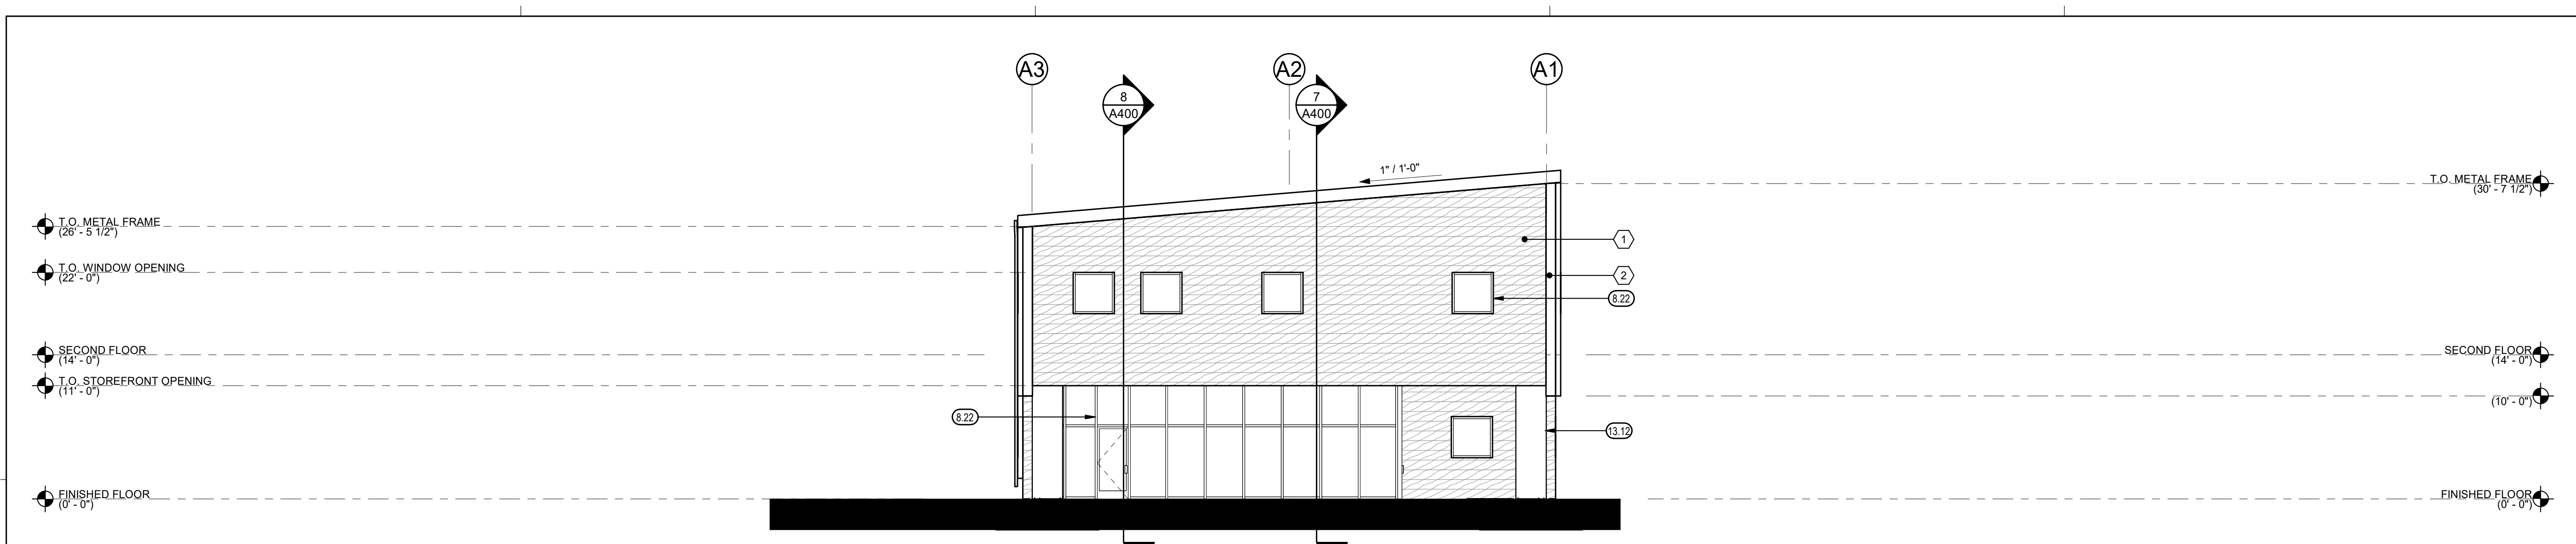 A3
A2
A1
8
A400
7
A400
1" / 1'-0"
T.O. METAL FRAME
(30' - 7 1/2")
T.O. METAL FRAME
(26' - 5 1/2")
1
T.O. WINDOW OPENING
(22' - 0")
2
8.22
SECOND FLOOR
(14' - 0")
SECOND FLOOR
(14' - 0")
T.O. STOREFRONT OPENING
(11' - 0")
(10' - 0")
8.22
13.12
FINISHED FLOOR
(0' - 0")
FINISHED FLOOR
(0' - 0")